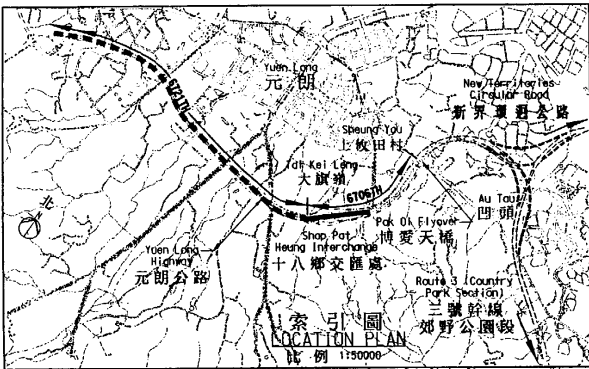 Yuen Long
元朗
New Territories
Circular Road
新界環迴公路
672TH
Sheung You
上攸田村
Tai Kei Leng
大旗嶺
6706TH
Au Tau
凹頭
Pok Oi Flyover
博愛天橋
北
Shap Pat
Heung Interchange
十八鄉交匯處
Yuen Long
Highway
元朗公路
Route 3 (Country
Park Section)
三號幹線
郊野公園段
索引圖
LOCATION PLAN
比例 1:50000